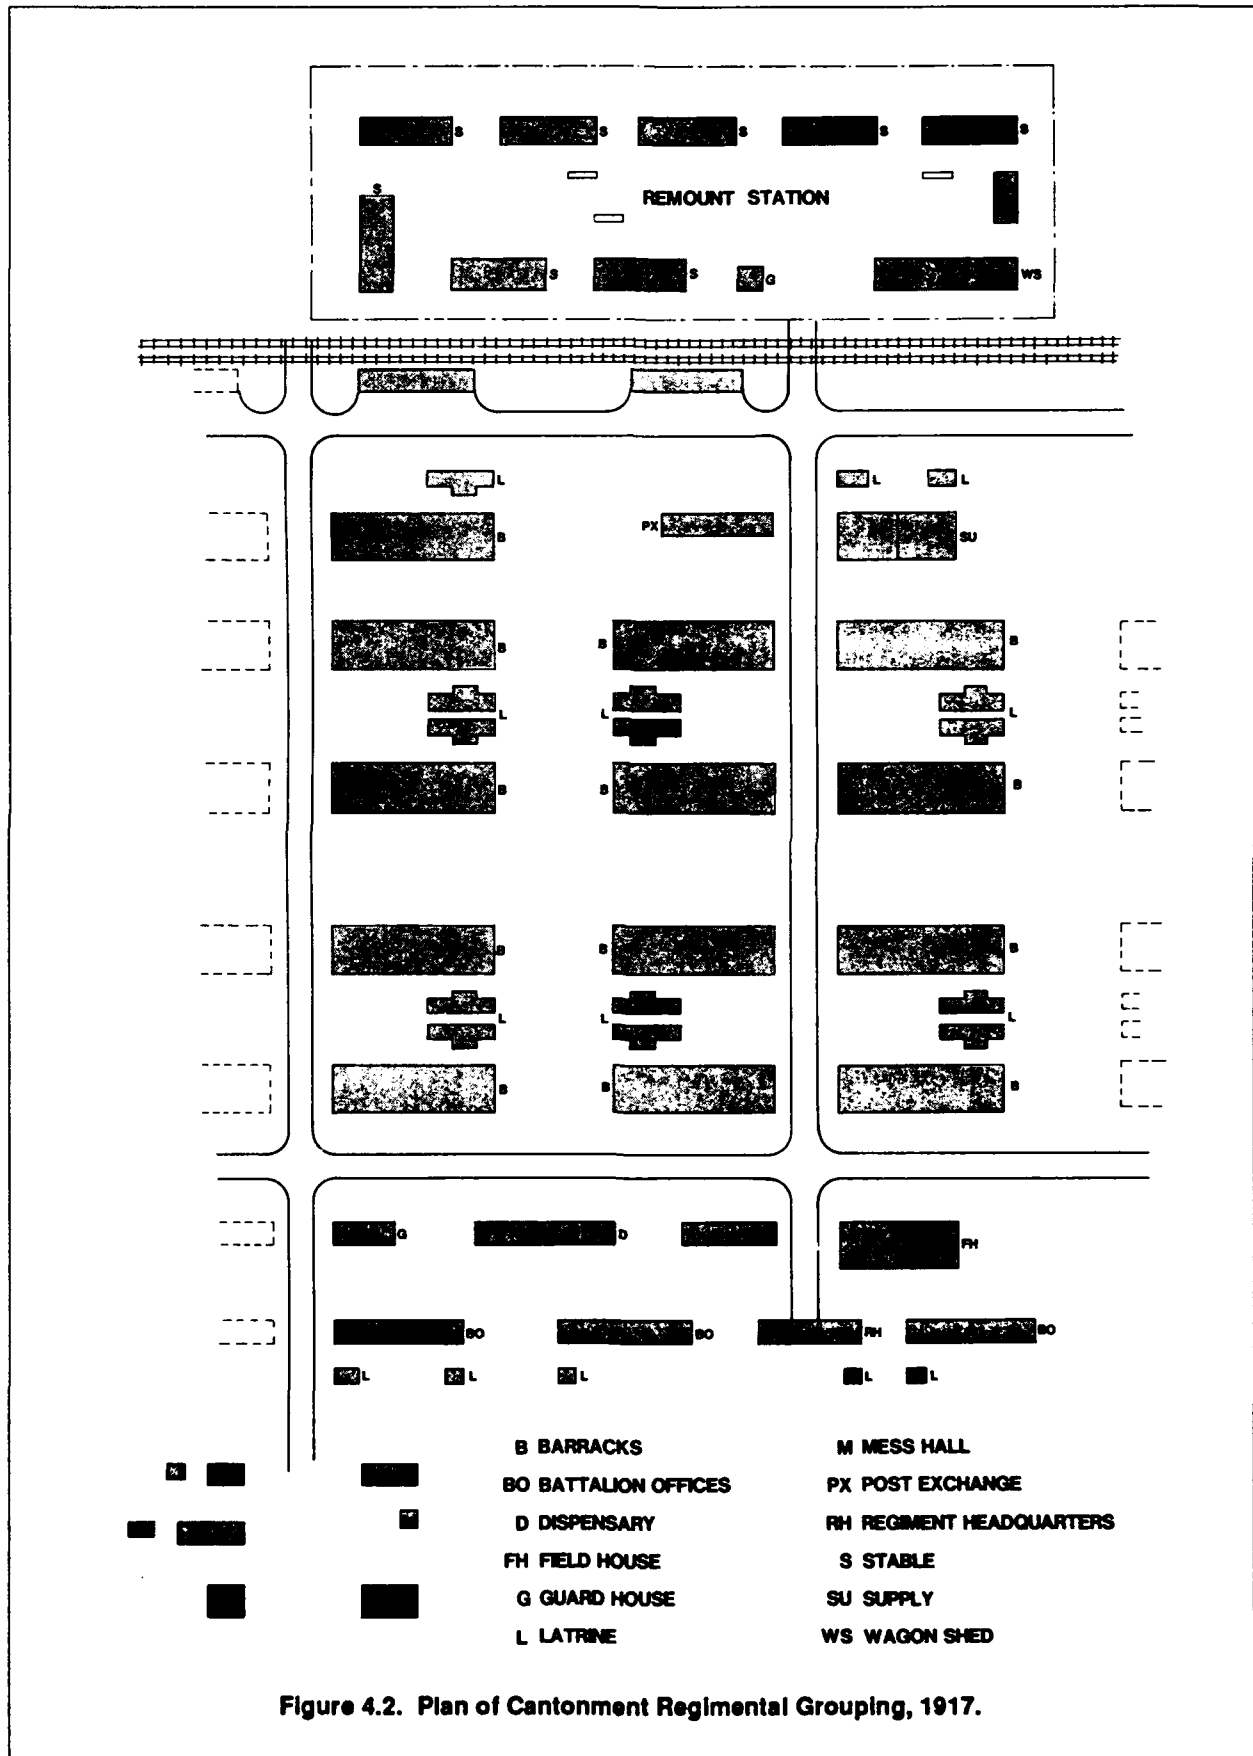 S S S S S
S
REMOUNT STATION
S S G WS
L L L
B PX SU
B B B
L L L
B B B
B B B
L L L
B B B
G D FH
BO BO RH BO
L L L L L
B BARRACKS
BO BATTALION OFFICES
D DISPENSARY
FH FIELD HOUSE
G GUARD HOUSE
L LATRINE
M MESS HALL
PX POST EXCHANGE
RH REGIMENT HEADQUARTERS
S STABLE
SU SUPPLY
WS WAGON SHED
Figure 4.2. Plan of Cantonment Regimental Grouping, 1917.